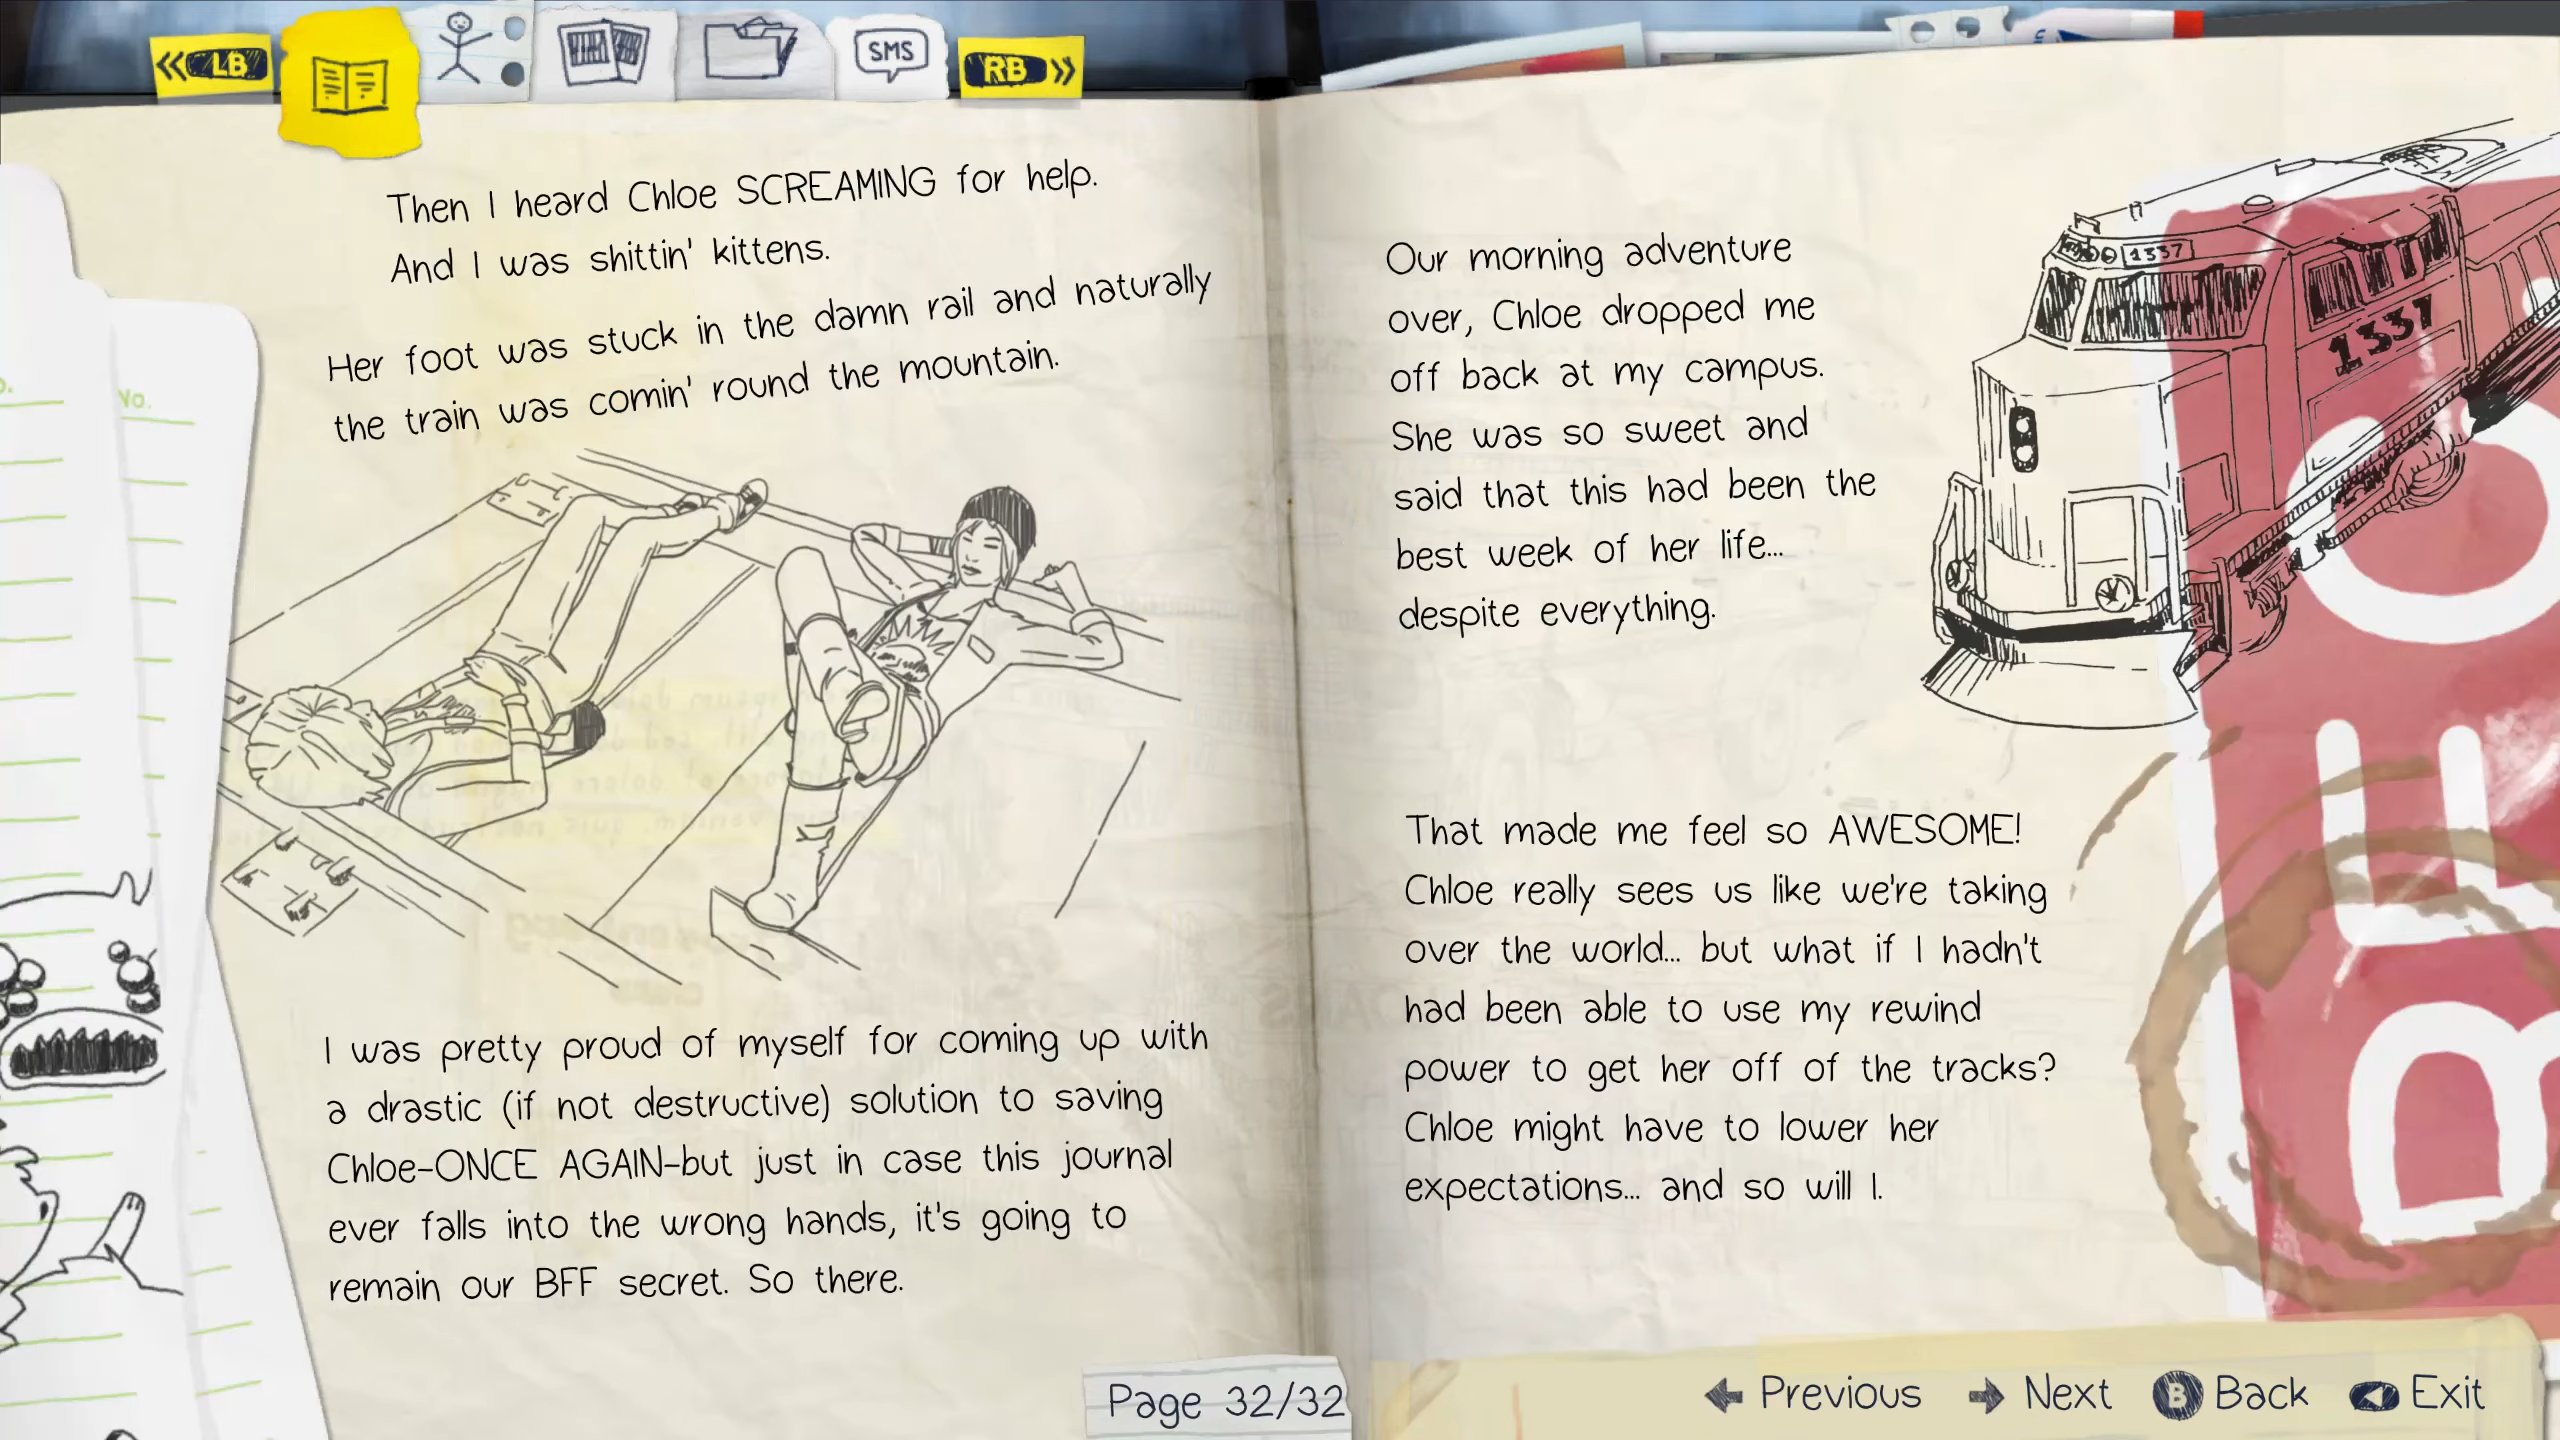 LB
SMS
RB
Then I heard Chloe SCREAMING for help.
And I was shittin' kittens.
Her foot was stuck in the damn rail and naturally
the train was comin' round the mountain.
I was pretty proud of myself for coming up with
a drastic (if not destructive) solution to saving
Chloe-ONCE AGAIN-but just in case this journal
ever falls into the wrong hands, it's going to
remain our BFF secret. So there.
No.
Our morning adventure
over, Chloe dropped me
off back at my campus.
She was so sweet and
said that this had been the
best week of her life...
despite everything.
1337
1337
That made me feel so AWESOME!
Chloe really sees us like we're taking
over the world... but what if I hadn't
had been able to use my rewind
power to get her off of the tracks?
Chloe might have to lower her
expectations... and so will I.
Page 32/32
Previous
Next
B Back
Exit